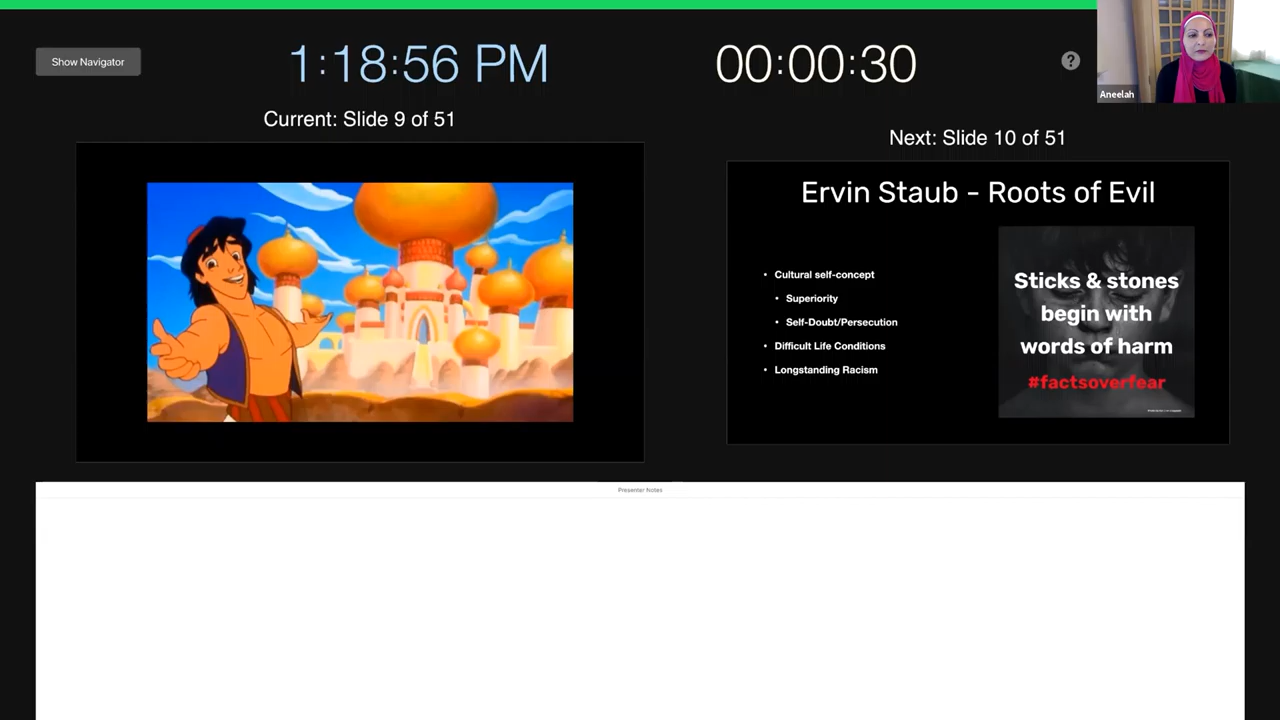 Show Navigator
1:18:56 PM
00:00:30
?
Aneelah
Current: Slide 9 of 51
Next: Slide 10 of 51
Ervin Staub - Roots of Evil
• Cultural self-concept
• Superiority
• Self-Doubt/Persecution
• Difficult Life Conditions
• Longstanding Racism
Sticks & stones
begin with
words of harm
#factsoverfear
Presenter Notes